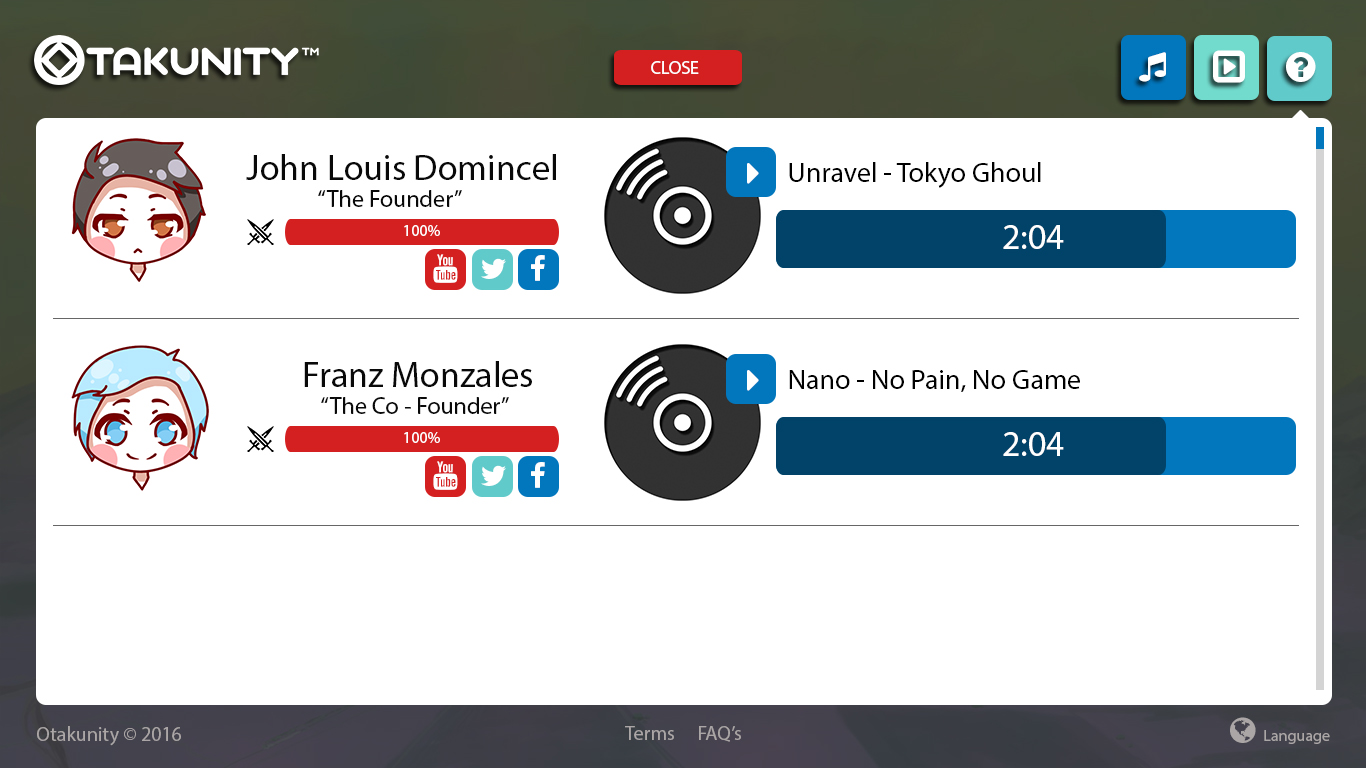 OTAKUNITY™
CLOSE
John Louis Domincel
“The Founder”
100%
You
Tube
Unravel - Tokyo Ghoul
2:04
Franz Monzales
“The Co - Founder”
100%
You
Tube
Nano - No Pain, No Game
2:04
Otakunity © 2016
Terms
FAQ’s
Language